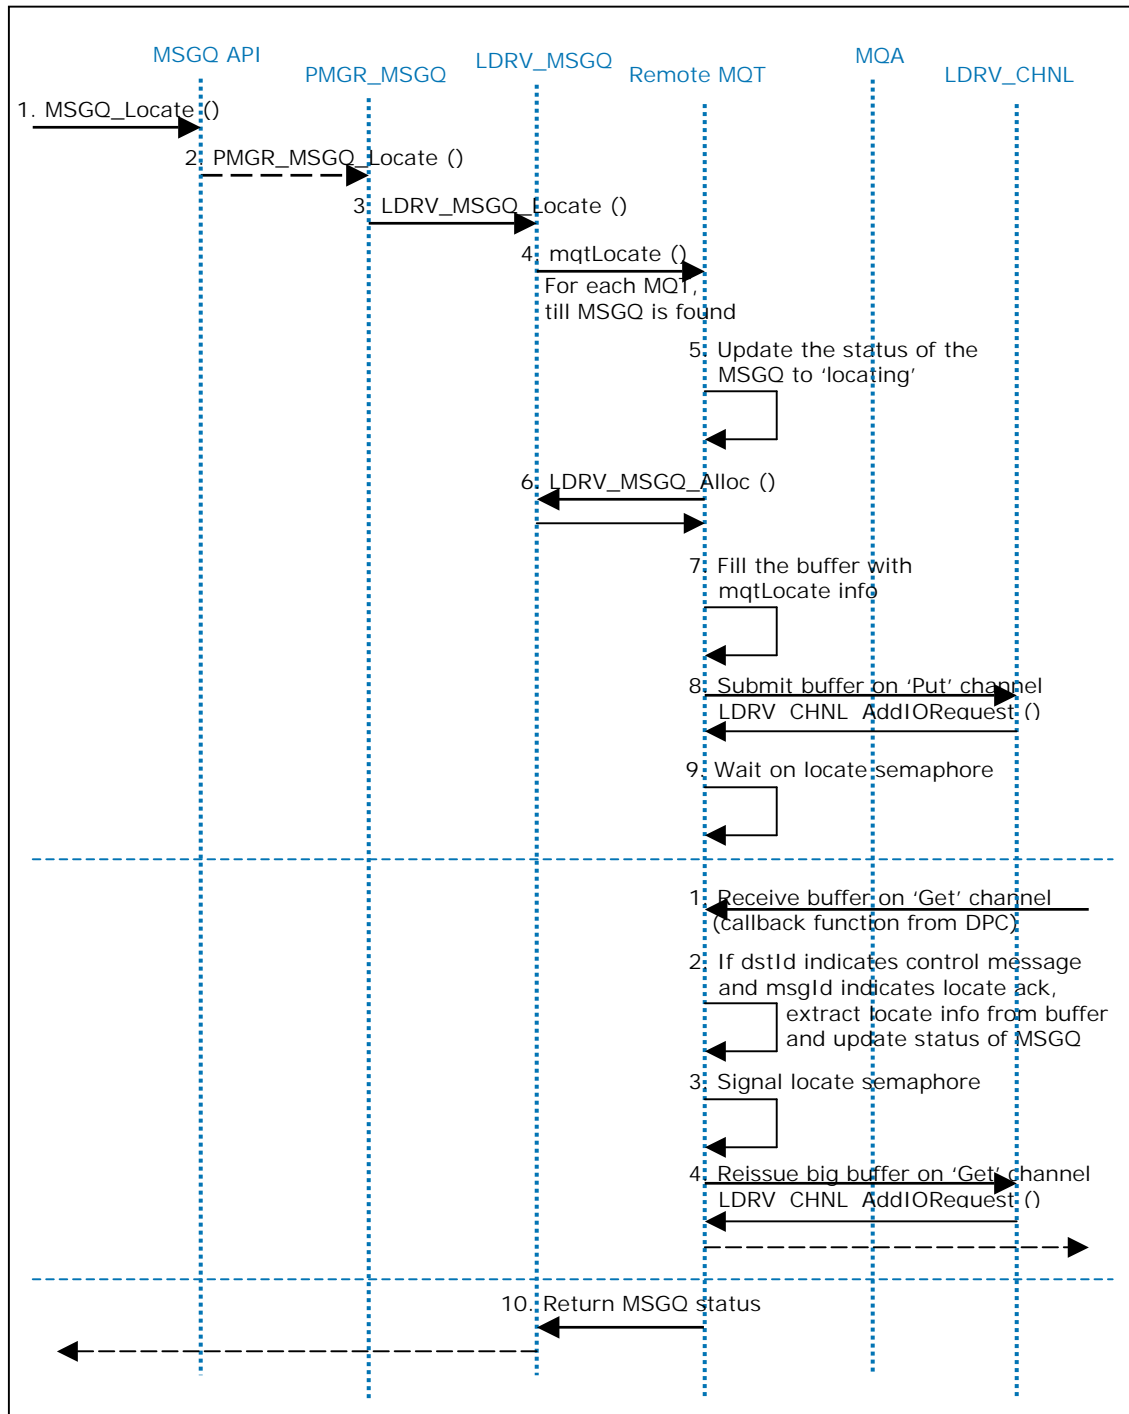 MSGQ API
PMGR_MSGQ
LDRV_MSGQ
Remote MQT
MQA
LDRV_CHNL
1. MSGQ_Locate ()
2. PMGR_MSGQ_Locate ()
3. LDRV_MSGQ_Locate ()
4. mqtLocate ()
For each MQT,
till MSGQ is found
5. Update the status of the
MSGQ to ‘locating’
6. LDRV_MSGQ_Alloc ()
7. Fill the buffer with
mqtLocate info
8. Submit buffer on ‘Put’ channel
LDRV_CHNL_AddIORequest ()
9. Wait on locate semaphore
1. Receive buffer on ‘Get’ channel
(callback function from DPC)
2. If dstId indicates control message
and msgId indicates locate ack,
extract locate info from buffer
and update status of MSGQ
3. Signal locate semaphore
4. Reissue big buffer on ‘Get’ channel
LDRV_CHNL_AddIORequest ()
10. Return MSGQ status